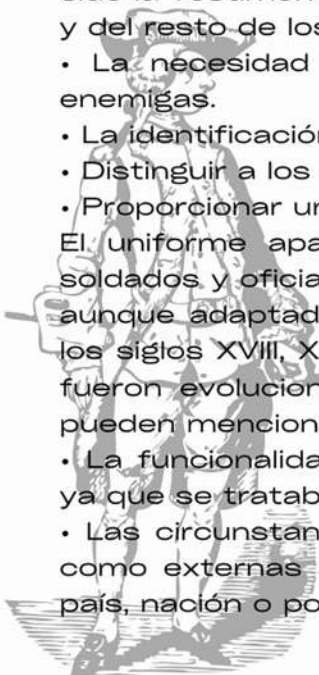 y del resto de los
• La necesidad
enemigas.
• La identificación
• Distinguir a los
• Proporcionar un
El uniforme apa
soldados y oficia
aunque adaptad
los siglos XVIII, X
fueron evolucion
pueden mencion
• La funcionalida
ya que se tratab
• Las circunstan
como externas
país, nación o po